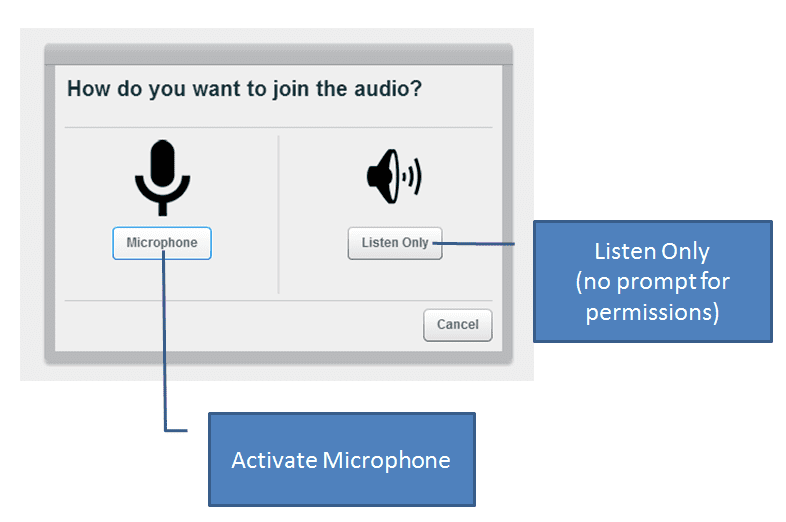 How do you want to join the audio?
Microphone
Listen Only
Cancel
Listen Only
(no prompt for
permissions)
Activate Microphone